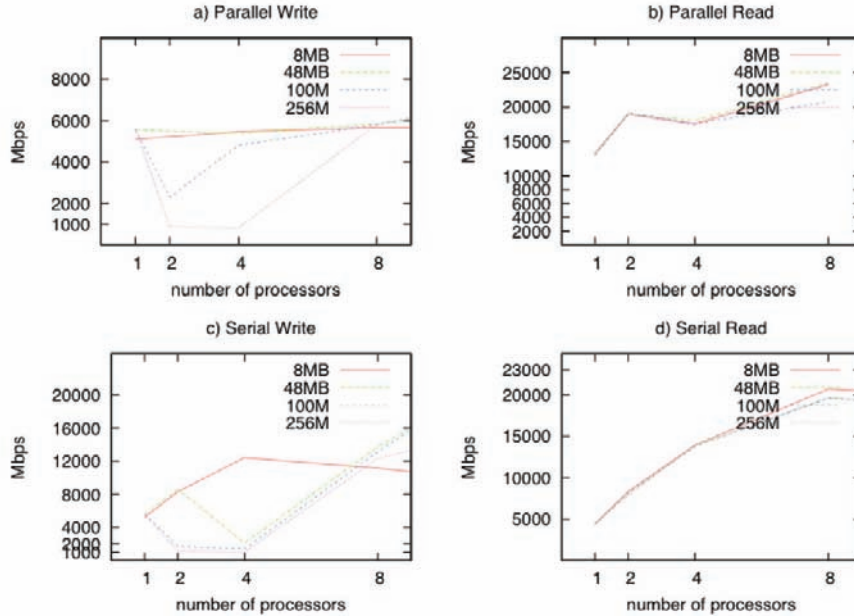 a) Parallel Write
8000
6000
4000
2000
1000
Mbps
1 2 4 8
number of processors
8MB
48MB
100M
256M
b) Parallel Read
25000
20000
15000
10000
8000
6000
4000
2000
Mbps
1 2 4 8
number of processors
8MB
48MB
100M
256M
c) Serial Write
20000
16000
12000
8000
4000
2000
1000
Mbps
1 2 4 8
number of processors
8MB
48MB
100M
256M
d) Serial Read
23000
20000
15000
10000
5000
Mbps
1 2 4 8
number of processors
8MB
48MB
100M
256M